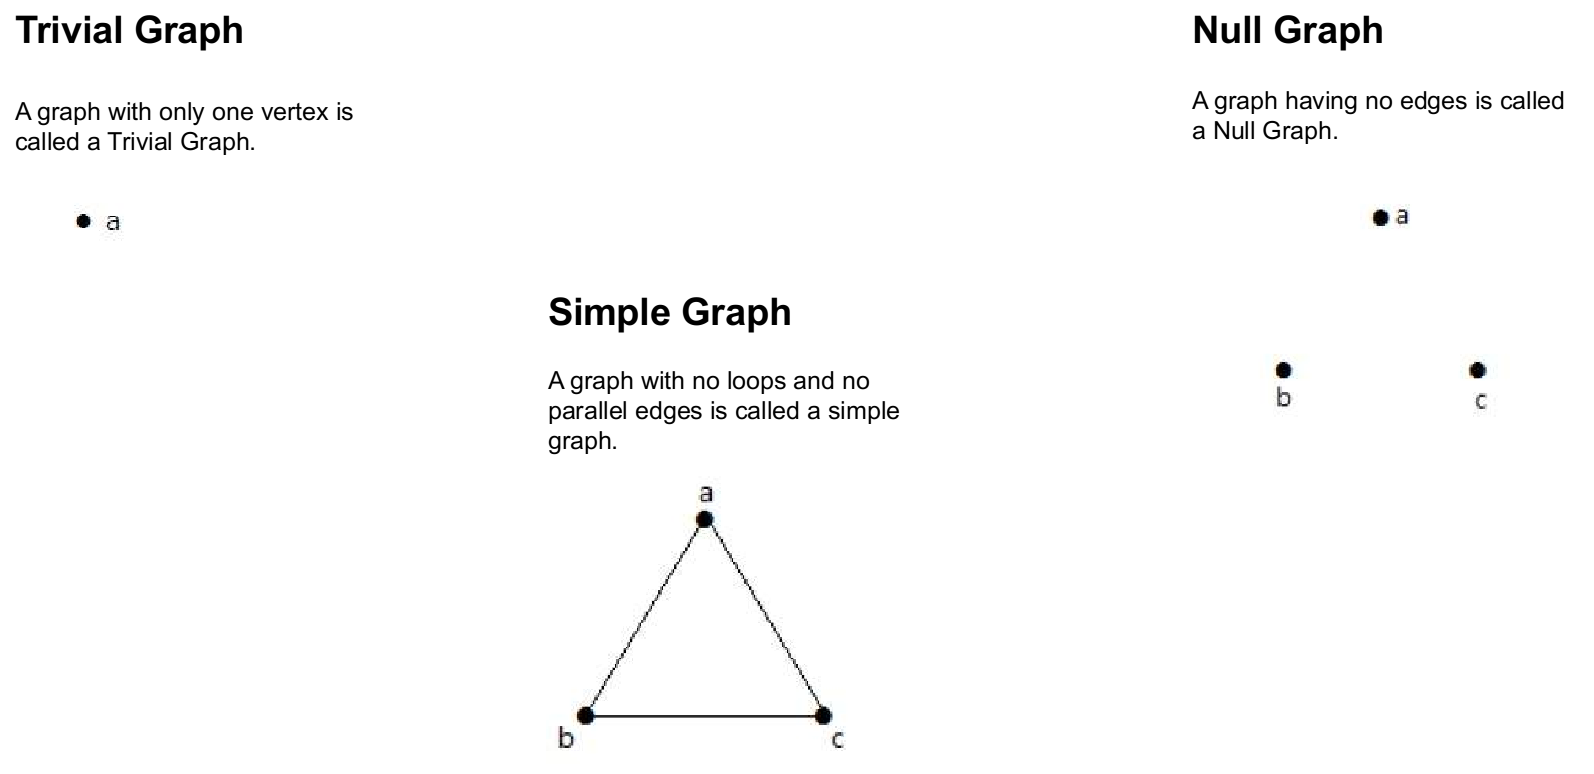 Trivial Graph
A graph with only one vertex is
called a Trivial Graph.
a
Null Graph
A graph having no edges is called
a Null Graph.
a
b
c
Simple Graph
A graph with no loops and no
parallel edges is called a simple
graph.
a
b
c